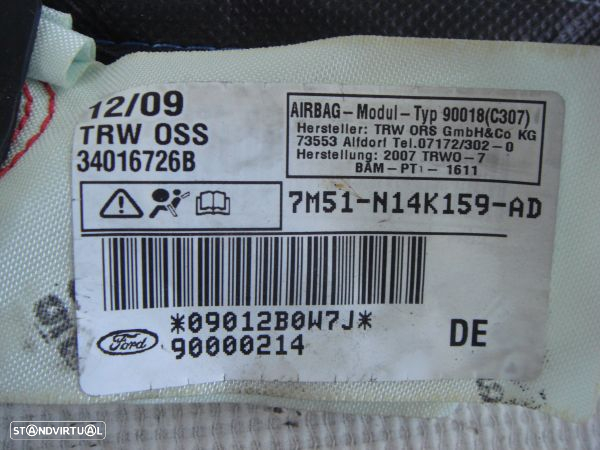 12/09
TRW OSS
34016726B
AIRBAG-Modul-Typ 90018(C307)
Hersteller: TRW ORS GmbH&Co KG
73553 Alfdorf Tel.07172/302-0
Herstellung: 2007 TRWO-7
BAM-PT1-1611
7M51-N14K159-AD
*09012B0W7J*
Ford
90000214
DE
STANDVIRTUAL